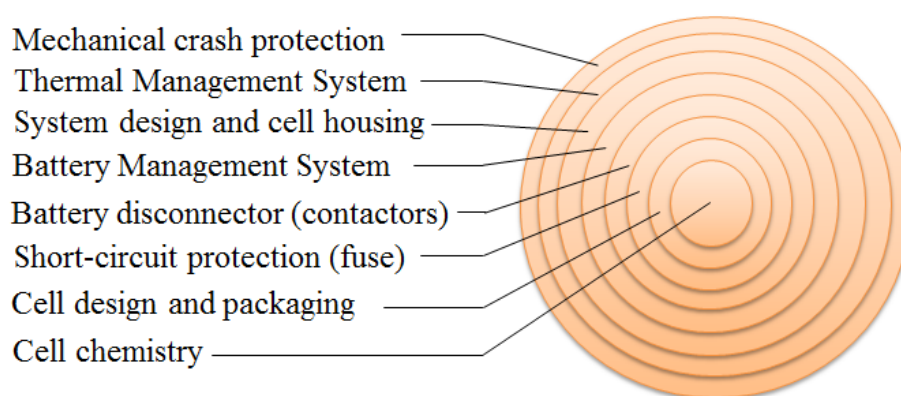 Mechanical crash protection
Thermal Management System
System design and cell housing
Battery Management System
Battery disconnector (contactors)
Short-circuit protection (fuse)
Cell design and packaging
Cell chemistry